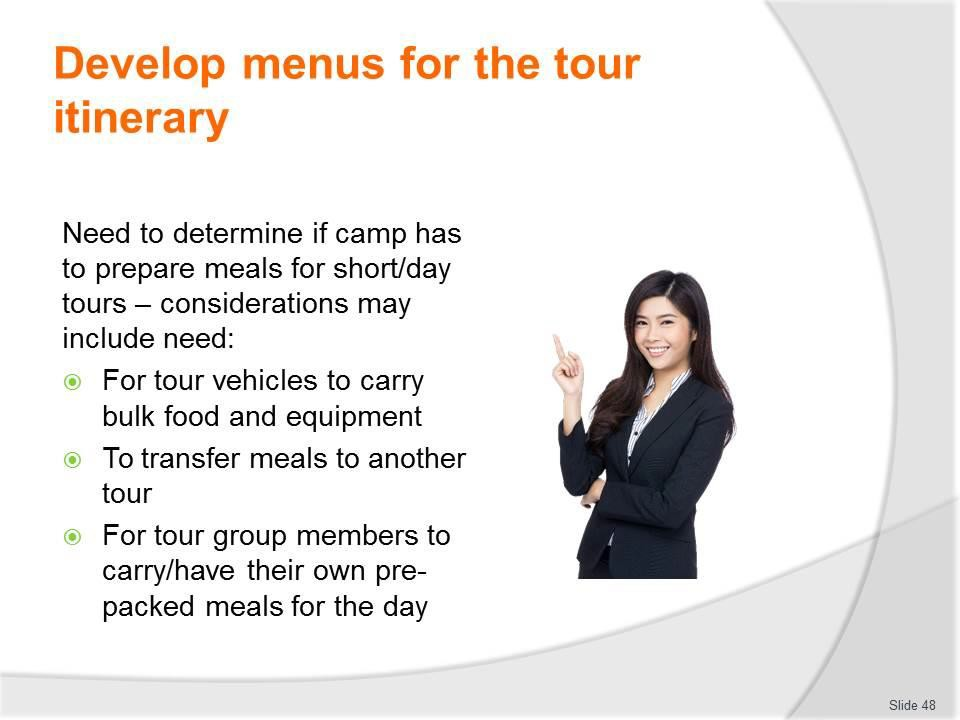 Develop menus for the tour
itinerary
Need to determine if camp has
to prepare meals for short/day
tours – considerations may
include need:
For tour vehicles to carry
bulk food and equipment
To transfer meals to another
tour
For tour group members to
carry/have their own pre-
packed meals for the day
Slide 48